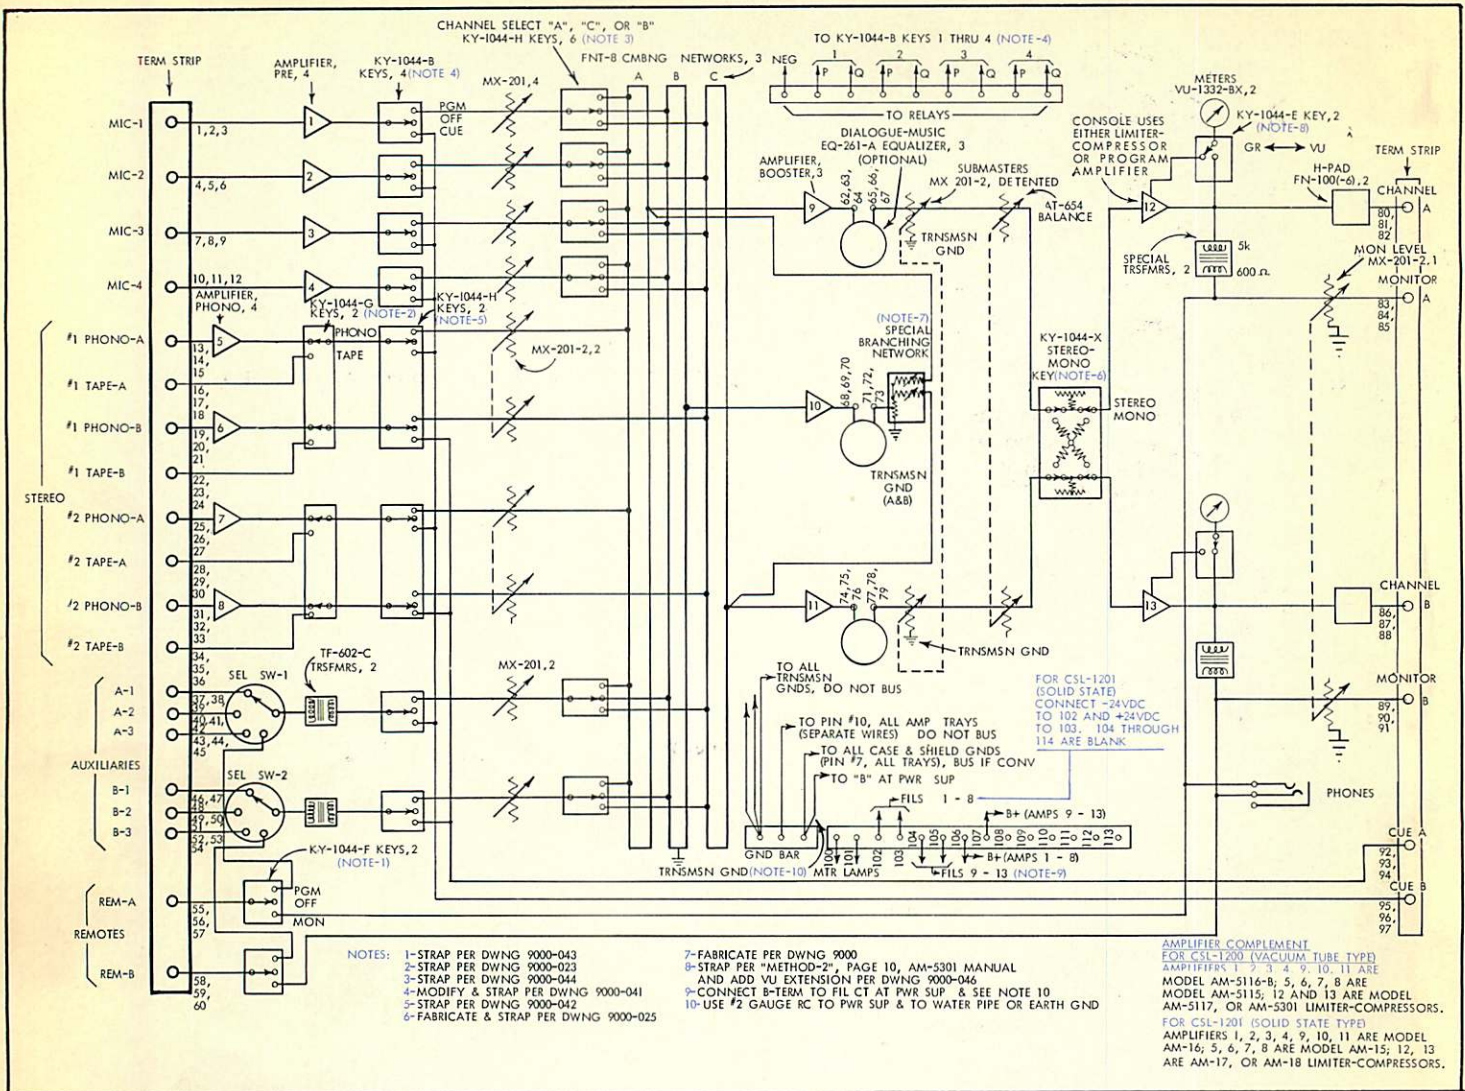 CHANNEL SELECT "A", "C", OR "B"
KY-1044-H KEYS, 6 (NOTE 3)
TERM STRIP
AMPLIFIER,
PRE, 4
KY-1044-B
KEYS, 4(NOTE 4)
MX-201,4
FNT-8 CMBNG NETWORKS, 3
A B C
TO KY-1044-B KEYS 1 THRU 4 (NOTE-4)
NEG 1 2 3 4
P Q P Q P Q P Q
TO RELAYS
METERS
VU-1332-BX,2
KY-1044-E KEY,2
(NOTE-8)
GR VU
CONSOLE USES
EITHER LIMITER-
COMPRESSOR
OR PROGRAM
AMPLIFIER
H-PAD
FN-100(-6),2
TERM STRIP
CHANNEL
A
80,
81,
82
MIC-1
1,2,3
1
PGM
OFF
CUE
MIC-2
4,5,6
2
MIC-3
7,8,9
3
MIC-4
10,11,12
4
DIALOGUE-MUSIC
EQ-261-A EQUALIZER, 3
(OPTIONAL)
AMPLIFIER,
BOOSTER,3
9
62,63,
64
65,66,
67
SUBMASTERS
MX 201-2, DETENTED
TRNSMSN
GND
AT-654
BALANCE
12
SPECIAL
TRSFMRS, 2
5k
600 Ω
MON LEVEL
MX-201-2,1
MONITOR
A
83,
84,
85
AMPLIFIER,
PHONO, 4
KY-1044-G
KEYS, 2 (NOTE-2)
KY-1044-H
KEYS, 2
(NOTE-5)
MX-201-2,2
STEREO
#1 PHONO-A
5
PHONO
TAPE
13,
14,
15
#1 TAPE-A
16,
17,
18
#1 PHONO-B
6
19,
20,
21
#1 TAPE-B
22,
23,
24
#2 PHONO-A
7
25,
26,
27
#2 TAPE-A
28,
29,
30
#2 PHONO-B
8
31,
32,
33
#2 TAPE-B
34,
35,
36
(NOTE-7)
SPECIAL
BRANCHING
NETWORK
10
68,69,70
71,72,
73
TRNSMSN
GND
(A&B)
KY-1044-X
STEREO-
MONO
KEY(NOTE-6)
STEREO
MONO
11
74,75,
76
77,78,
79
TRNSMSN GND
13
CHANNEL
B
86,
87,
88
MONITOR
B
89,
90,
91
PHONES
AUXILIARIES
A-1
A-2
A-3
37,38,
39
40,41,
42
43,44,
45
SEL SW-1
TF-602-C
TRSFMRS, 2
MX-201,2
B-1
B-2
B-3
46,47
48
49,50
51
52,53
54
SEL SW-2
KY-1044-F KEYS,2
(NOTE-1)
PGM
OFF
MON
REMOTES
REM-A
55,
56,
57
REM-B
58,
59,
60
TO ALL
TRNSMSN
GNDS, DO NOT BUS
TO PIN #10, ALL AMP TRAYS
(SEPARATE WIRES) DO NOT BUS
TO ALL CASE & SHIELD GNDS
(PIN #7, ALL TRAYS), BUS IF CONV
TO "B" AT PWR SUP
FOR CSL-1201
(SOLID STATE)
CONNECT -24VDC
TO 102 AND +24VDC
TO 103. 104 THROUGH
114 ARE BLANK
FILS 1 - 8
B+ (AMPS 9 - 13)
GND BAR
100 101 102 103 104 105 106 107 108 109 110 111 112 113
TRNSMSN GND(NOTE-10)
MTR LAMPS
B+(AMPS 1 - 8)
FILS 9 - 13 (NOTE-9)
CUE A
92,
93,
94
CUE B
95,
96,
97
NOTES: 1-STRAP PER DWNG 9000-043
2-STRAP PER DWNG 9000-023
3-STRAP PER DWNG 9000-044
4-MODIFY & STRAP PER DWNG 9000-041
5-STRAP PER DWNG 9000-042
6-FABRICATE & STRAP PER DWNG 9000-025
7-FABRICATE PER DWNG 9000
8-STRAP PER "METHOD-2", PAGE 10, AM-5301 MANUAL
AND ADD VU EXTENSION PER DWNG 9000-046
9-CONNECT B-TERM TO FIL CT AT PWR SUP & SEE NOTE 10
10-USE #2 GAUGE RC TO PWR SUP & TO WATER PIPE OR EARTH GND
AMPLIFIER COMPLEMENT
FOR CSL-1200 (VACUUM TUBE TYPE)
AMPLIFIERS 1, 2, 3, 4, 9, 10, 11 ARE
MODEL AM-5116-B; 5, 6, 7, 8 ARE
MODEL AM-5115; 12 AND 13 ARE MODEL
AM-5117, OR AM-5301 LIMITER-COMPRESSORS.
FOR CSL-1201 (SOLID STATE TYPE)
AMPLIFIERS 1, 2, 3, 4, 9, 10, 11 ARE MODEL
AM-16; 5, 6, 7, 8 ARE MODEL AM-15; 12, 13
ARE AM-17, OR AM-18 LIMITER-COMPRESSORS.